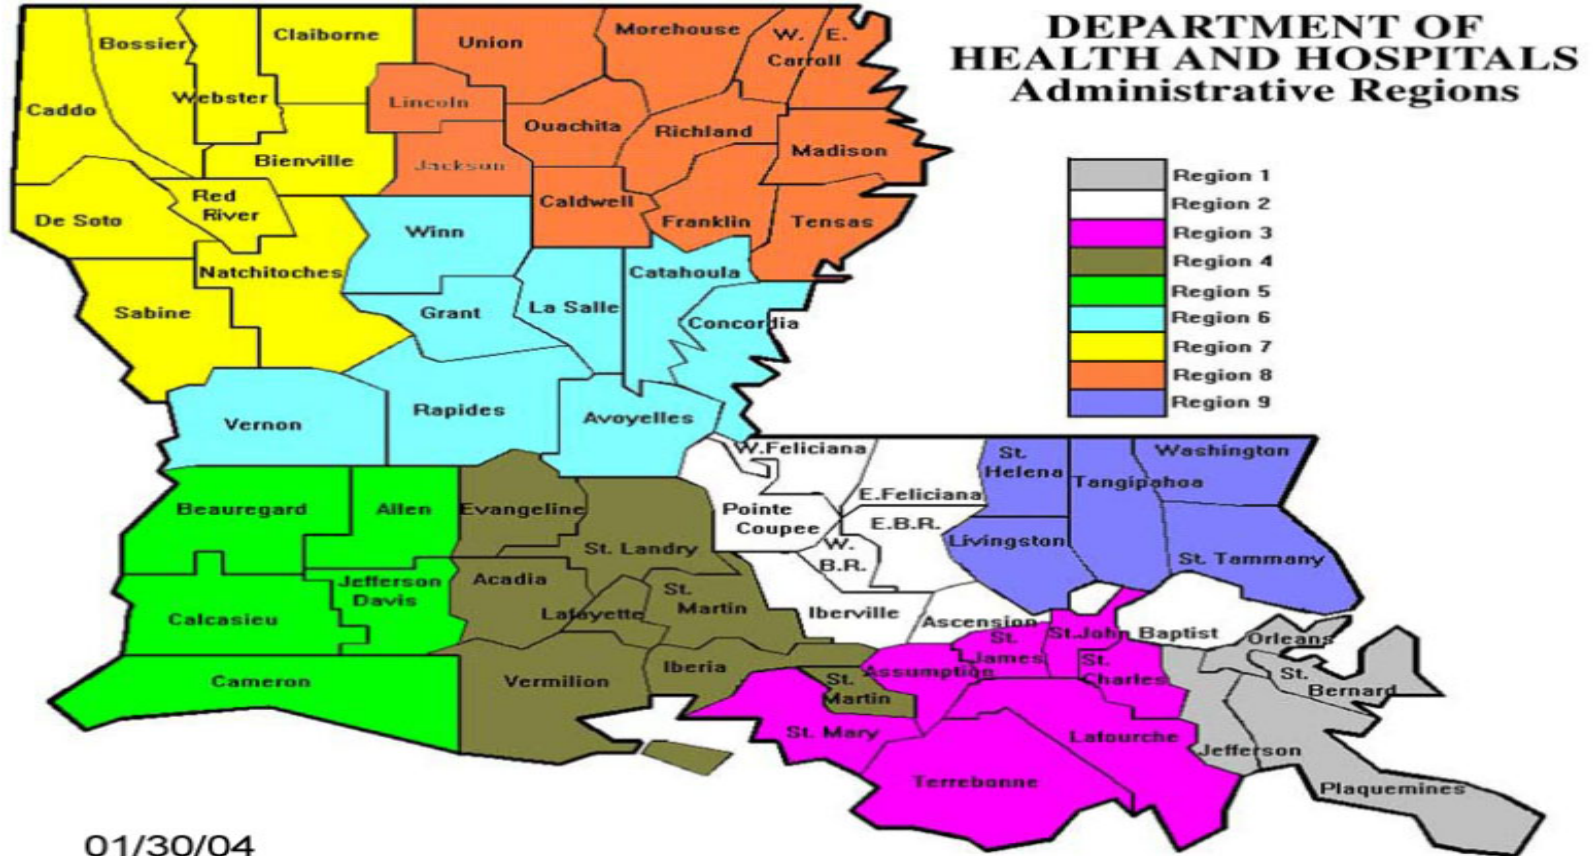 DEPARTMENT OF
HEALTH AND HOSPITALS
Administrative Regions
Region 1
Region 2
Region 3
Region 4
Region 5
Region 6
Region 7
Region 8
Region 9
Bossier
Claiborne
Union
Morehouse
W. E.
Carroll
Caddo
Webster
Lincoln
Ouachita
Richland
Madison
Bienville
Jackson
De Soto
Red
River
Caldwell
Franklin
Tensas
Winn
Natchitoches
Catahoula
Sabine
Grant
La Salle
Concordia
Vernon
Rapides
Avoyelles
W.Feliciana
St.
Helena
Washington
Tangipahoa
E.Feliciana
Beauregard
Allen
Evangeline
Pointe
Coupee
E.B.R.
W.
B.R.
Livingston
St. Tammany
St. Landry
Jefferson
Davis
Acadia
Lafayette
St.
Martin
Calcasieu
Iberville
Ascension
St.
James
St.John Baptist
Orleans
Cameron
Vermilion
Iberia
St.
Martin
Assumption
St.
Charles
St.
Bernard
St. Mary
Lafourche
Jefferson
Terrebonne
Plaquemines
01/30/04